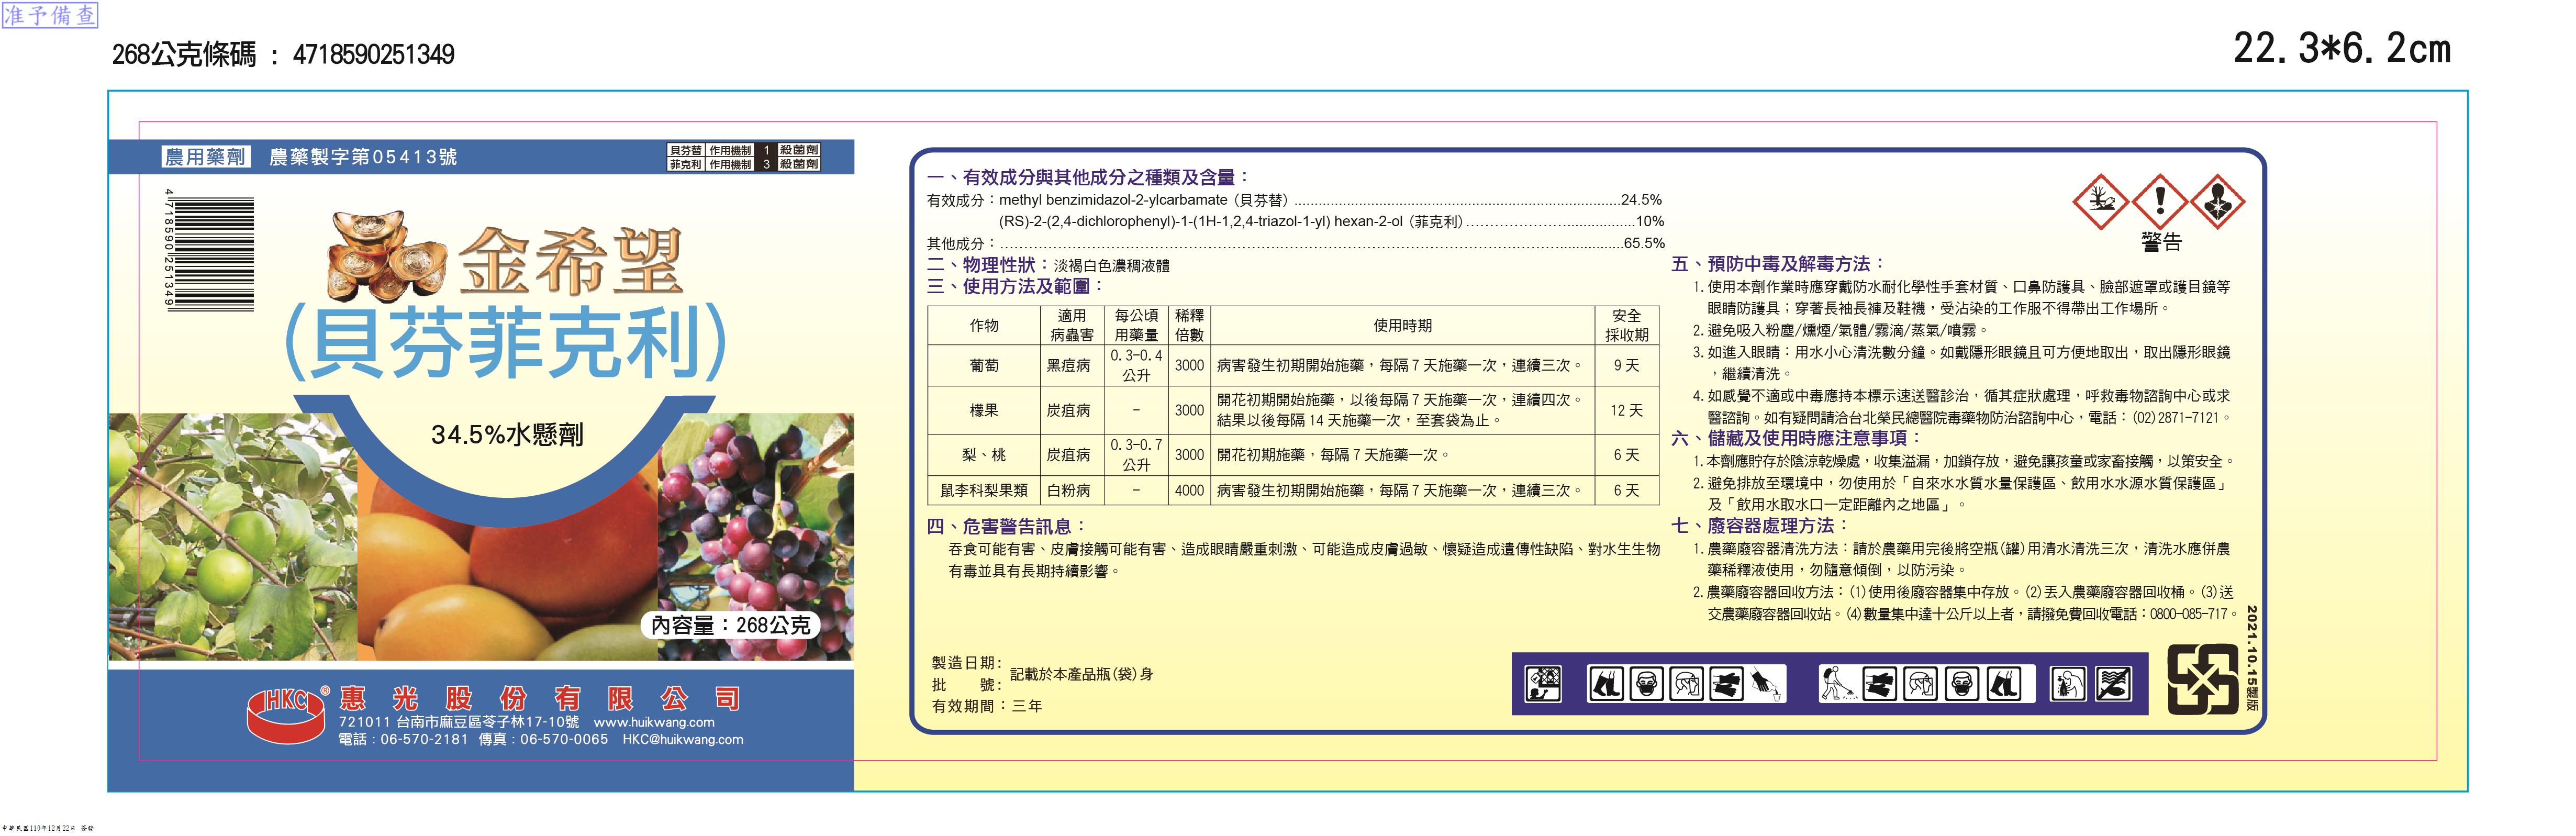 准予備查
268公克條碼 : 4718590251349
22.3*6.2cm
農用藥劑 農藥製字第05413號
貝芬替 作用機制 1 殺菌劑
菲克利 作用機制 3 殺菌劑
4 718590 251349
金希望
(貝芬菲克利)
34.5%水懸劑
內容量：268公克
HKC ® 惠光股份有限公司
721011 台南市麻豆區苓子林17-10號 www.huikwang.com
電話：06-570-2181 傳真：06-570-0065 HKC@huikwang.com
一、有效成分與其他成分之種類及含量：
有效成分：methyl benzimidazol-2-ylcarbamate (貝芬替) ......24.5%
(RS)-2-(2,4-dichlorophenyl)-1-(1H-1,2,4-triazol-1-yl) hexan-2-ol (菲克利)......10%
其他成分：......65.5%
二、物理性狀：淡褐白色濃稠液體
三、使用方法及範圍：
作物 適用病蟲害 每公頃用藥量 稀釋倍數 使用時期 安全採收期
葡萄 黑痘病 0.3-0.4公升 3000 病害發生初期開始施藥，每隔7天施藥一次，連續三次。 9天
檬果 炭疽病 - 3000 開花初期開始施藥，以後每隔7天施藥一次，連續四次。 12天
結果以後每隔14天施藥一次，至套袋為止。
梨、桃 炭疽病 0.3-0.7公升 3000 開花初期施藥，每隔7天施藥一次。 6天
鼠李科梨果類 白粉病 - 4000 病害發生初期開始施藥，每隔7天施藥一次，連續三次。 6天
四、危害警告訊息：
吞食可能有害、皮膚接觸可能有害、造成眼睛嚴重刺激、可能造成皮膚過敏、懷疑造成遺傳性缺陷、對水生生物
有毒並具有長期持續影響。
製造日期：
批 號：
記載於本產品瓶(袋)身
有效期間：三年
警告
五、預防中毒及解毒方法：
1. 使用本劑作業時應穿戴防水耐化學性手套材質、口鼻防護具、臉部遮罩或護目鏡等
眼睛防護具；穿著長袖長褲及鞋襪，受沾染的工作服不得帶出工作場所。
2. 避免吸入粉塵/燻煙/氣體/霧滴/蒸氣/噴霧。
3. 如進入眼睛：用水小心清洗數分鐘。如戴隱形眼鏡且可方便地取出，取出隱形眼鏡
，繼續清洗。
4. 如感覺不適或中毒應持本標示速送醫診治，循其症狀處理，呼救毒物諮詢中心或求
醫諮詢。如有疑問請洽台北榮民總醫院毒藥物防治諮詢中心，電話：(02)2871-7121。
六、儲藏及使用時應注意事項：
1. 本劑應貯存於陰涼乾燥處，收集溢漏，加鎖存放，避免讓孩童或家畜接觸，以策安全。
2. 避免排放至環境中，勿使用於「自來水水質水量保護區、飲用水水源水質保護區」
及「飲用水取水口一定距離內之地區」。
七、廢容器處理方法：
1. 農藥廢容器清洗方法：請於農藥用完後將空瓶(罐)用清水清洗三次，清洗水應併農
藥稀釋液使用，勿隨意傾倒，以防污染。
2. 農藥廢容器回收方法：(1)使用後廢容器集中存放。(2)丟入農藥廢容器回收桶。(3)送
交農藥廢容器回收站。(4)數量集中達十公斤以上者，請撥免費回收電話：0800-085-717。
2021.10.15製版
中華民國110年12月22日 簽發